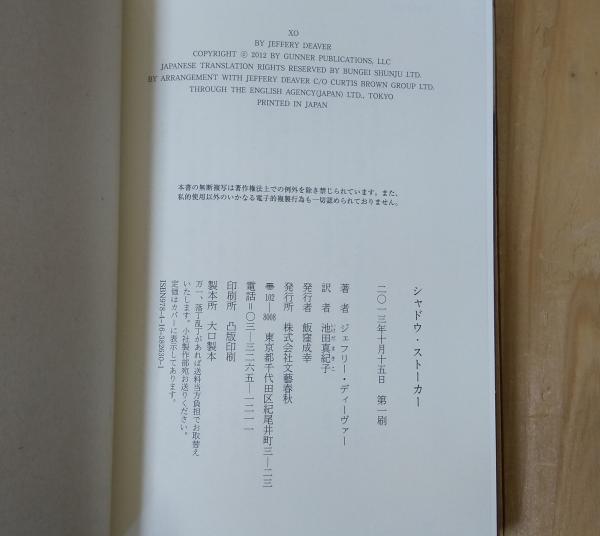 XO
BY JEFFERY DEAVER
COPYRIGHT © 2012 BY GUNNER PUBLICATIONS, LLC
JAPANESE TRANSLATION RIGHTS RESERVED BY BUNGEI SHUNJU LTD.
BY ARRANGEMENT WITH JEFFERY DEAVER C/O CURTIS BROWN GROUP LTD.
THROUGH THE ENGLISH AGENCY(JAPAN) LTD., TOKYO
PRINTED IN JAPAN
本書の無断複写は著作権法上での例外を除き禁じられています。また、
私的使用以外のいかなる電子的複製行為も一切認められておりません。
シャドウ・ストーカー
二〇一三年十月十五日 第一刷
著 者 ジェフリー・ディーヴァー
訳 者 池田真紀子
発行者 飯窪成幸
発行所 株式会社文藝春秋
〠102―8008 東京都千代田区紀尾井町三―二三
電話=〇三―三二六五―一二一一
印刷所 凸版印刷
製本所 大口製本
万一、落丁乱丁があれば送料当方負担でお取替え
いたします。小社製作部宛お送りください。
定価はカバーに表示してあります。
ISBN978-4-16-382630-1